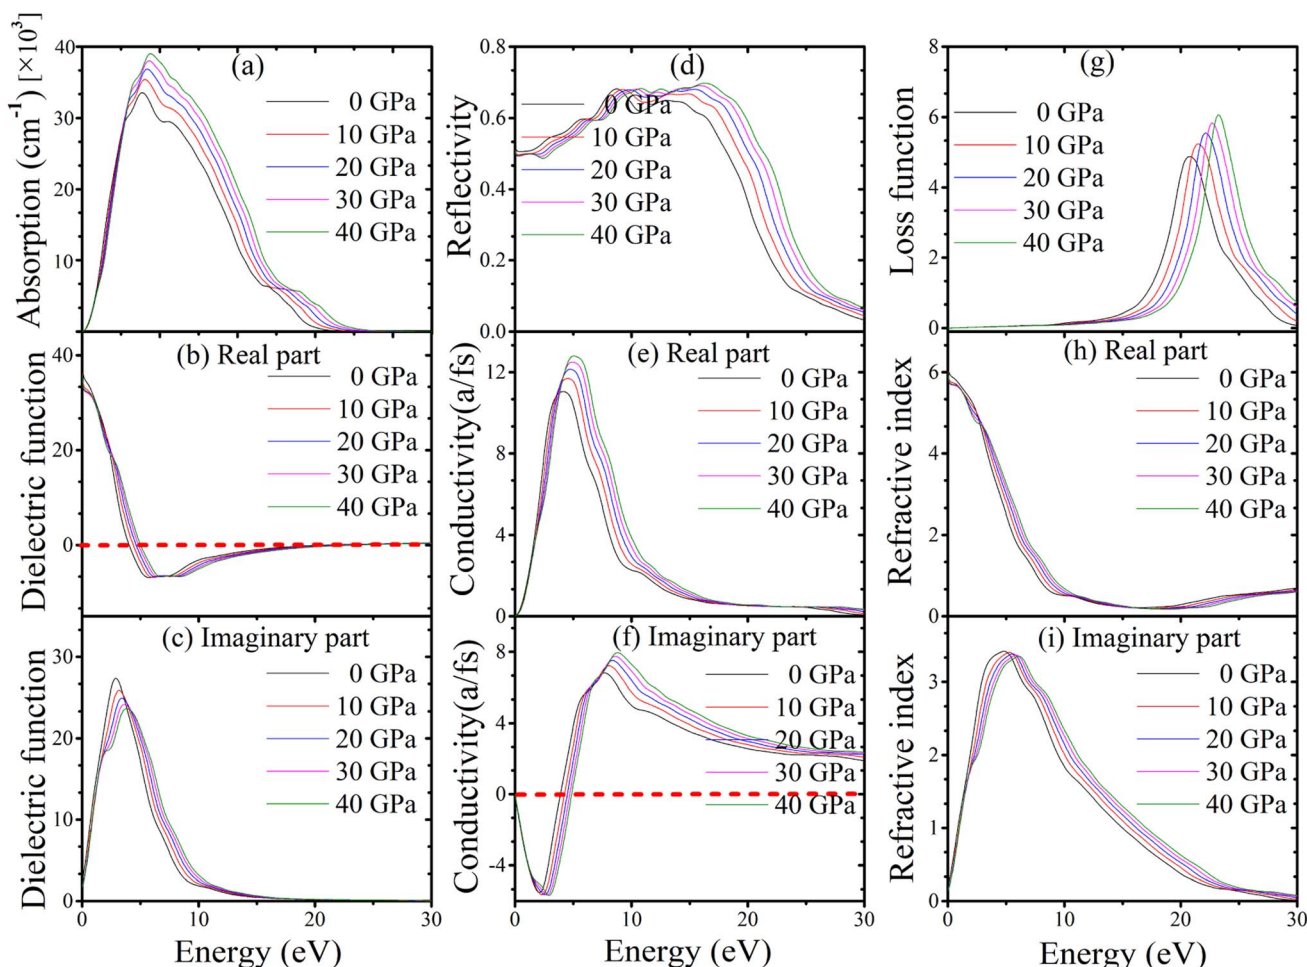 Absorption (cm⁻¹) [×10³]
40
30
20
10
(a)
0 GPa
10 GPa
20 GPa
30 GPa
40 GPa
Reflectivity
0.8
0.6
0.4
0.2
0.0
(d)
0 GPa
10 GPa
20 GPa
30 GPa
40 GPa
Loss function
8
6
4
2
0
(g)
0 GPa
10 GPa
20 GPa
30 GPa
40 GPa
Dielectric function
40
20
0
(b) Real part
0 GPa
10 GPa
20 GPa
30 GPa
40 GPa
Conductivity(a/fs)
12
8
4
0
(e) Real part
0 GPa
10 GPa
20 GPa
30 GPa
40 GPa
Refractive index
6
4
2
0
(h) Real part
0 GPa
10 GPa
20 GPa
30 GPa
40 GPa
Dielectric function
30
20
10
0
(c) Imaginary part
0 GPa
10 GPa
20 GPa
30 GPa
40 GPa
0 10 20 30
Energy (eV)
Conductivity(a/fs)
8
4
0
-4
(f) Imaginary part
0 GPa
10 GPa
20 GPa
30 GPa
40 GPa
0 5 10 15 20 25 30
Energy (eV)
Refractive index
3
2
1
0
(i) Imaginary part
0 GPa
10 GPa
20 GPa
30 GPa
40 GPa
0 10 20 30
Energy (eV)